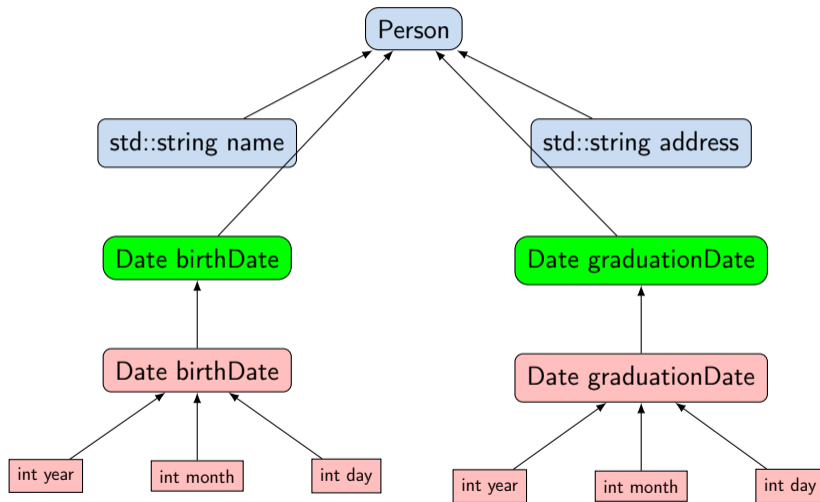 Person
std::string name
std::string address
Date birthDate
Date graduationDate
Date birthDate
Date graduationDate
int year
int month
int day
int year
int month
int day